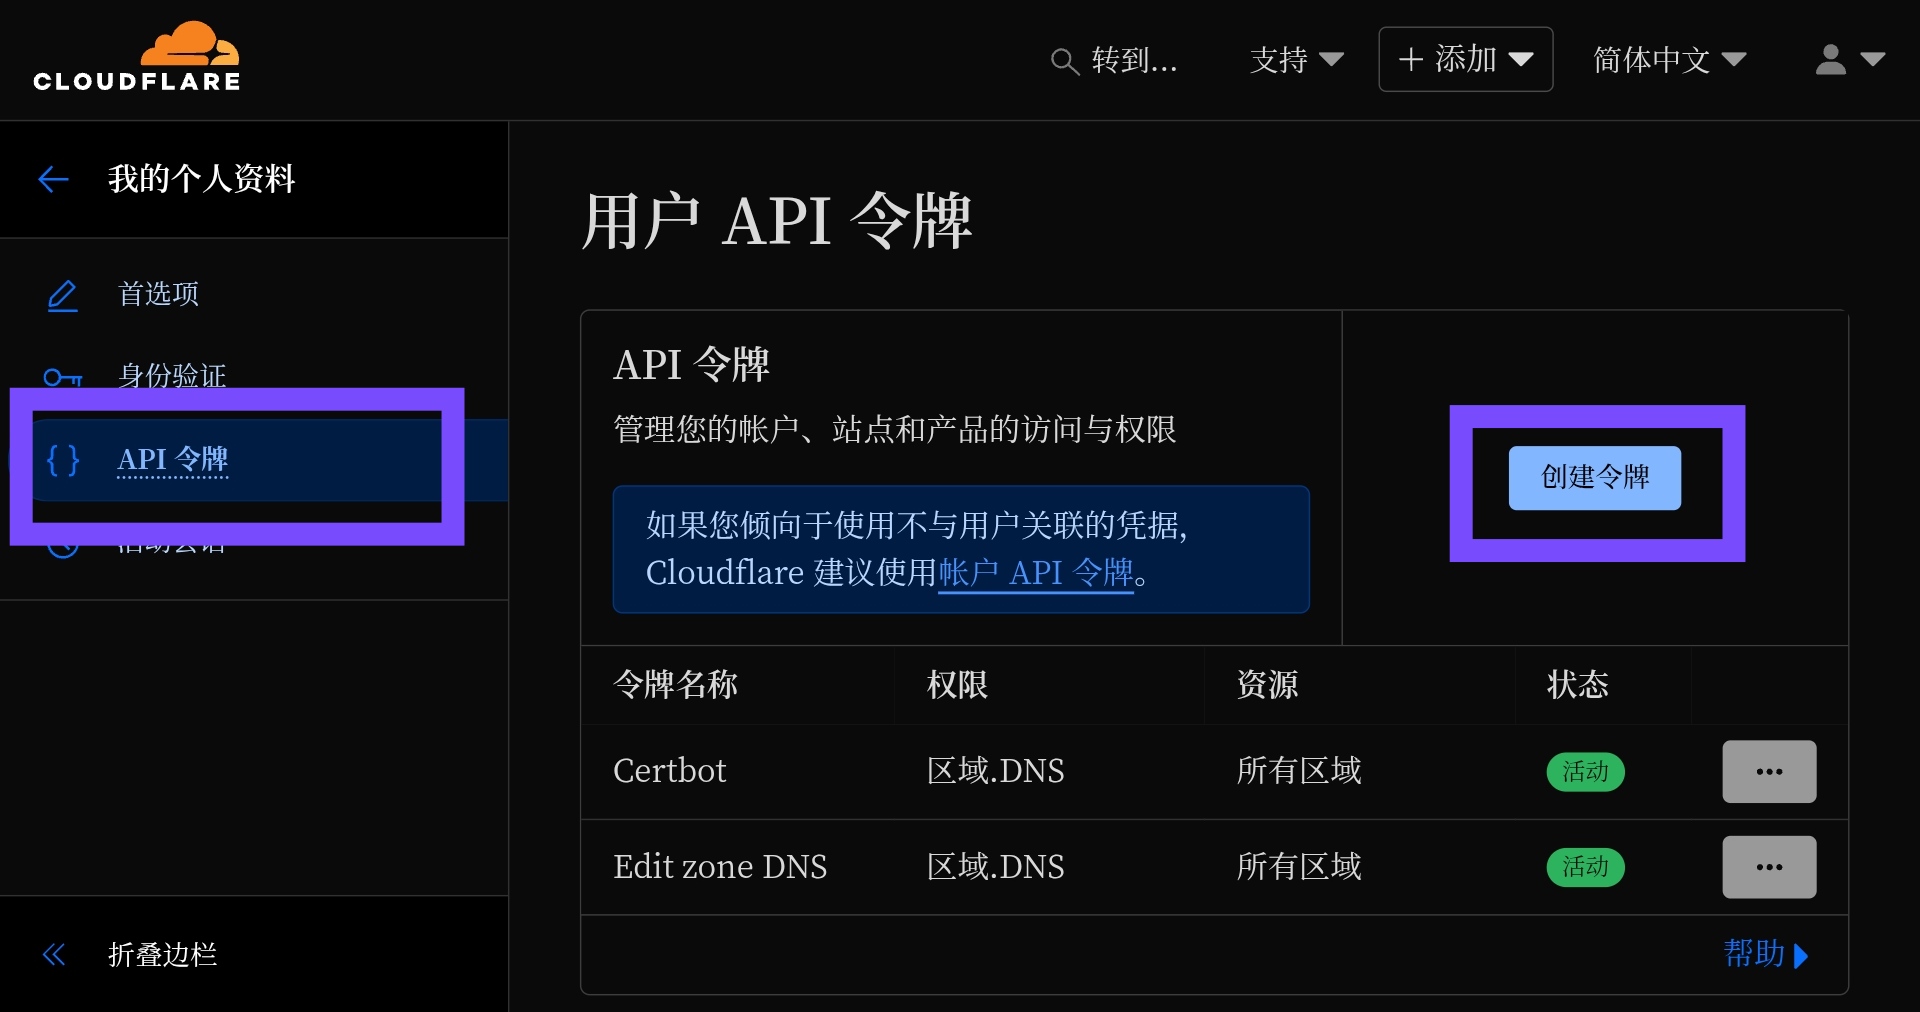 CLOUDFLARE
转到...
支持
添加
简体中文
我的个人资料
首选项
身份验证
API 令牌
折叠边栏
用户 API 令牌
API 令牌
管理您的帐户、站点和产品的访问与权限
如果您倾向于使用不与用户关联的凭据,
Cloudflare 建议使用帐户 API 令牌。
创建令牌
令牌名称 权限 资源 状态
Certbot 区域.DNS 所有区域 活动
Edit zone DNS 区域.DNS 所有区域 活动
帮助